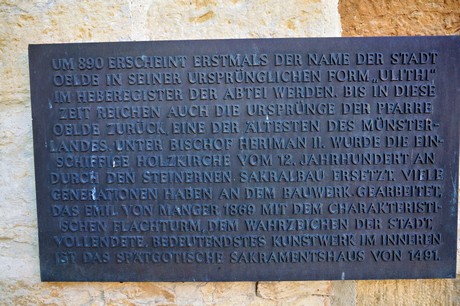 UM 890 ERSCHEINT ERSTMALS DER NAME DER STADT
OELDE IN SEINER URSPRÜNGLICHEN FORM „ULITHI"
IM HEBEREGISTER DER ABTEI WERDEN. BIS IN DIESE
ZEIT REICHEN AUCH DIE URSPRÜNGE DER PFARRE
OELDE ZURÜCK, EINE DER ÄLTESTEN DES MÜNSTER-
LANDES. UNTER BISCHOF HERIMAN II. WURDE DIE EIN-
SCHIFFIGE HOLZKIRCHE VOM 12. JAHRHUNDERT AN
DURCH DEN STEINERNEN SAKRALBAU ERSETZT. VIELE
GENERATIONEN HABEN AN DEM BAUWERK GEARBEITET,
DAS EMIL VON MANGER 1869 MIT DEM CHARAKTERISTI-
SCHEN FLACHTURM, DEM WAHRZEICHEN DER STADT,
VOLLENDETE. BEDEUTENDSTES KUNSTWERK IM INNEREN
IST DAS SPÄTGOTISCHE SAKRAMENTSHAUS VON 1491.